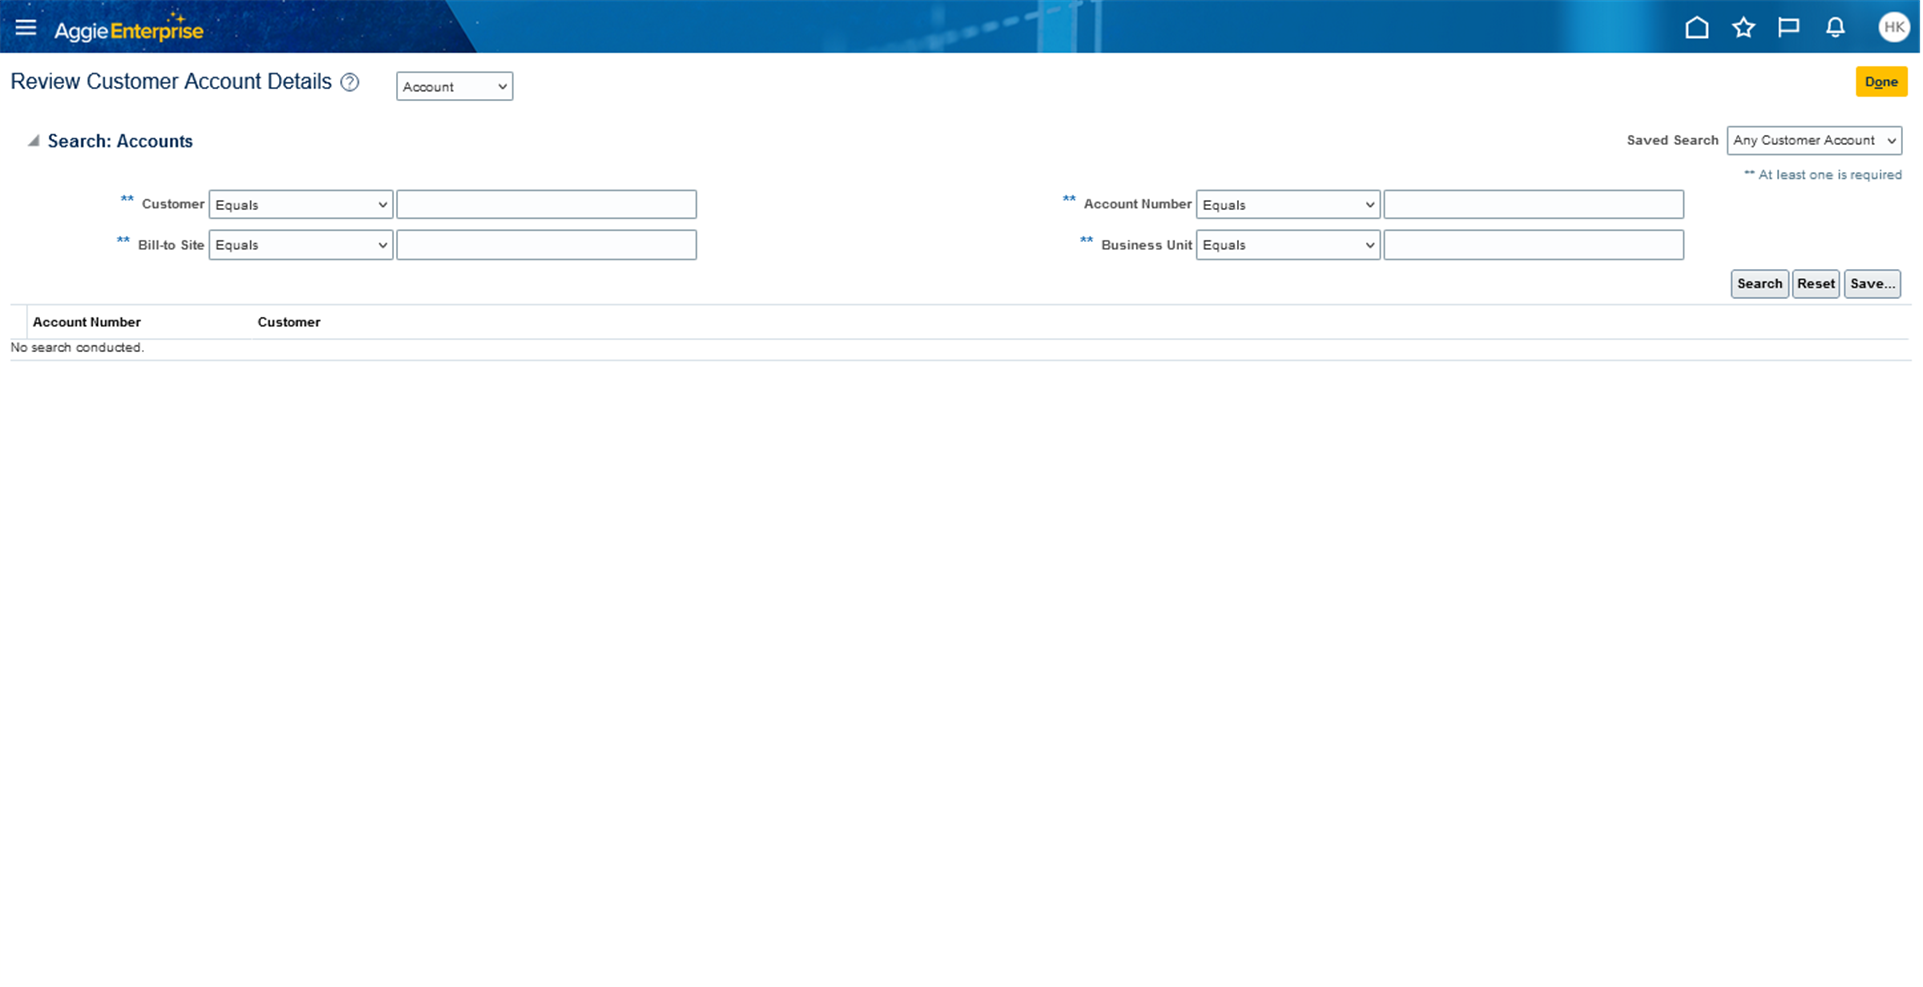 AggieEnterprise
HK
Review Customer Account Details ?
Account
Done
Search: Accounts
Saved Search Any Customer Account
** At least one is required
** Customer Equals
** Account Number Equals
** Bill-to Site Equals
** Business Unit Equals
Search Reset Save...
Account Number Customer
No search conducted.